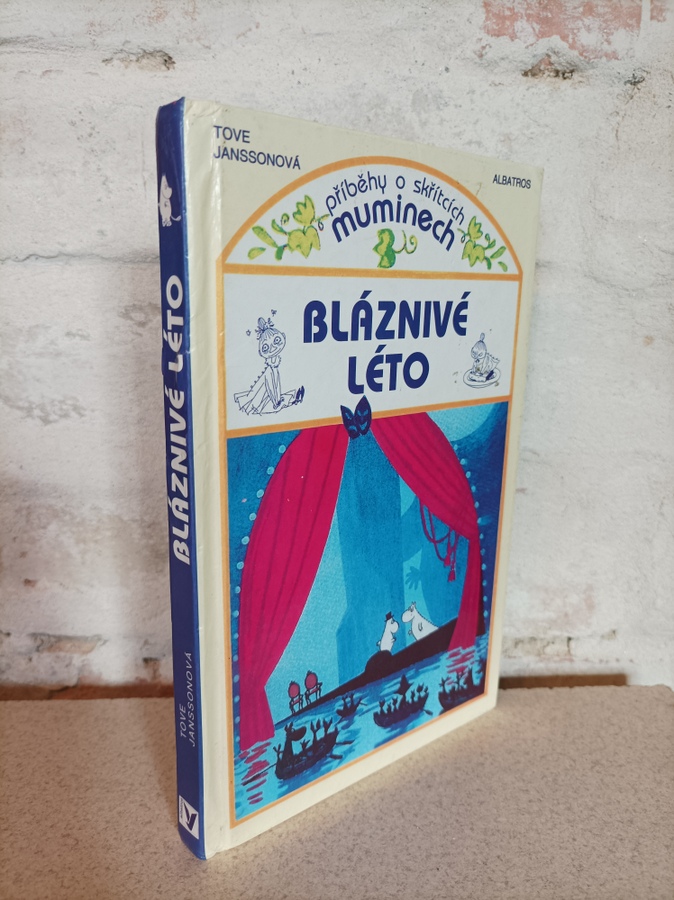 TOVE
JANSSONOVÁ
ALBATROS
příběhy o skřítcích
muminech
BLÁZNIVÉ
LÉTO
BLÁZNIVÉ LÉTO
TOVE
JANSSONOVÁ